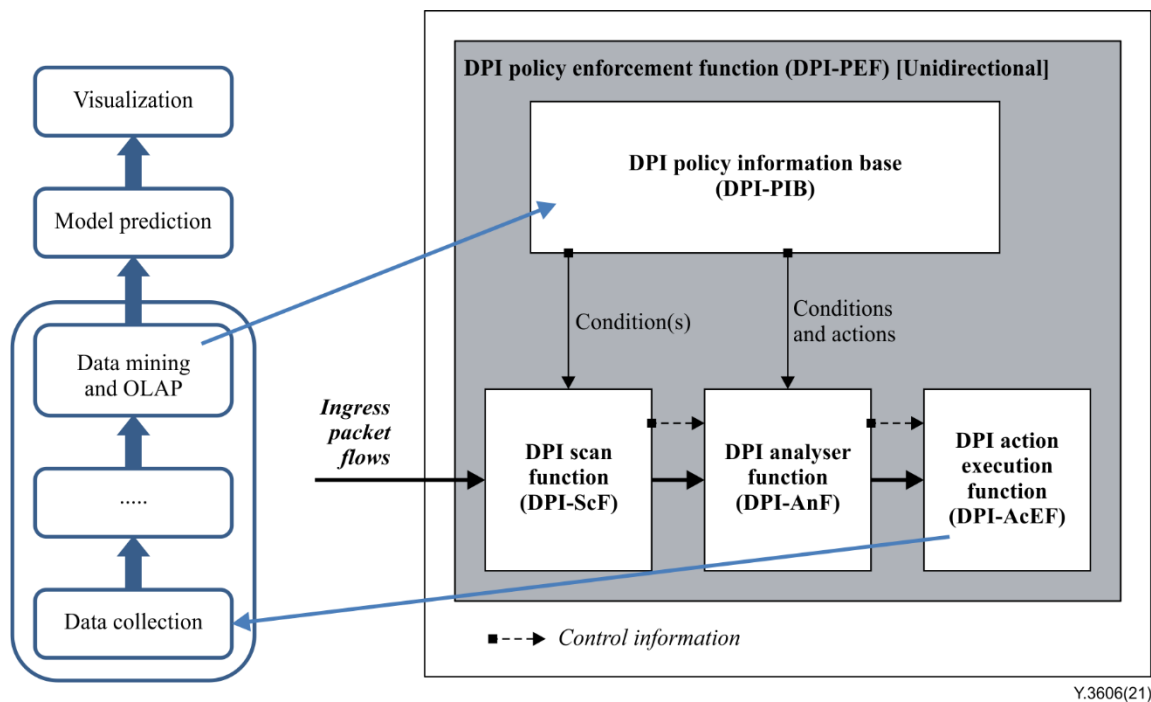 Visualization
Model prediction
Data mining
and OLAP
.....
Data collection
DPI policy enforcement function (DPI-PEF) [Unidirectional]
DPI policy information base
(DPI-PIB)
Condition(s)
Conditions
and actions
Ingress
packet
flows
DPI scan
function
(DPI-ScF)
DPI analyser
function
(DPI-AnF)
DPI action
execution
function
(DPI-AcEF)
Control information
Y.3606(21)